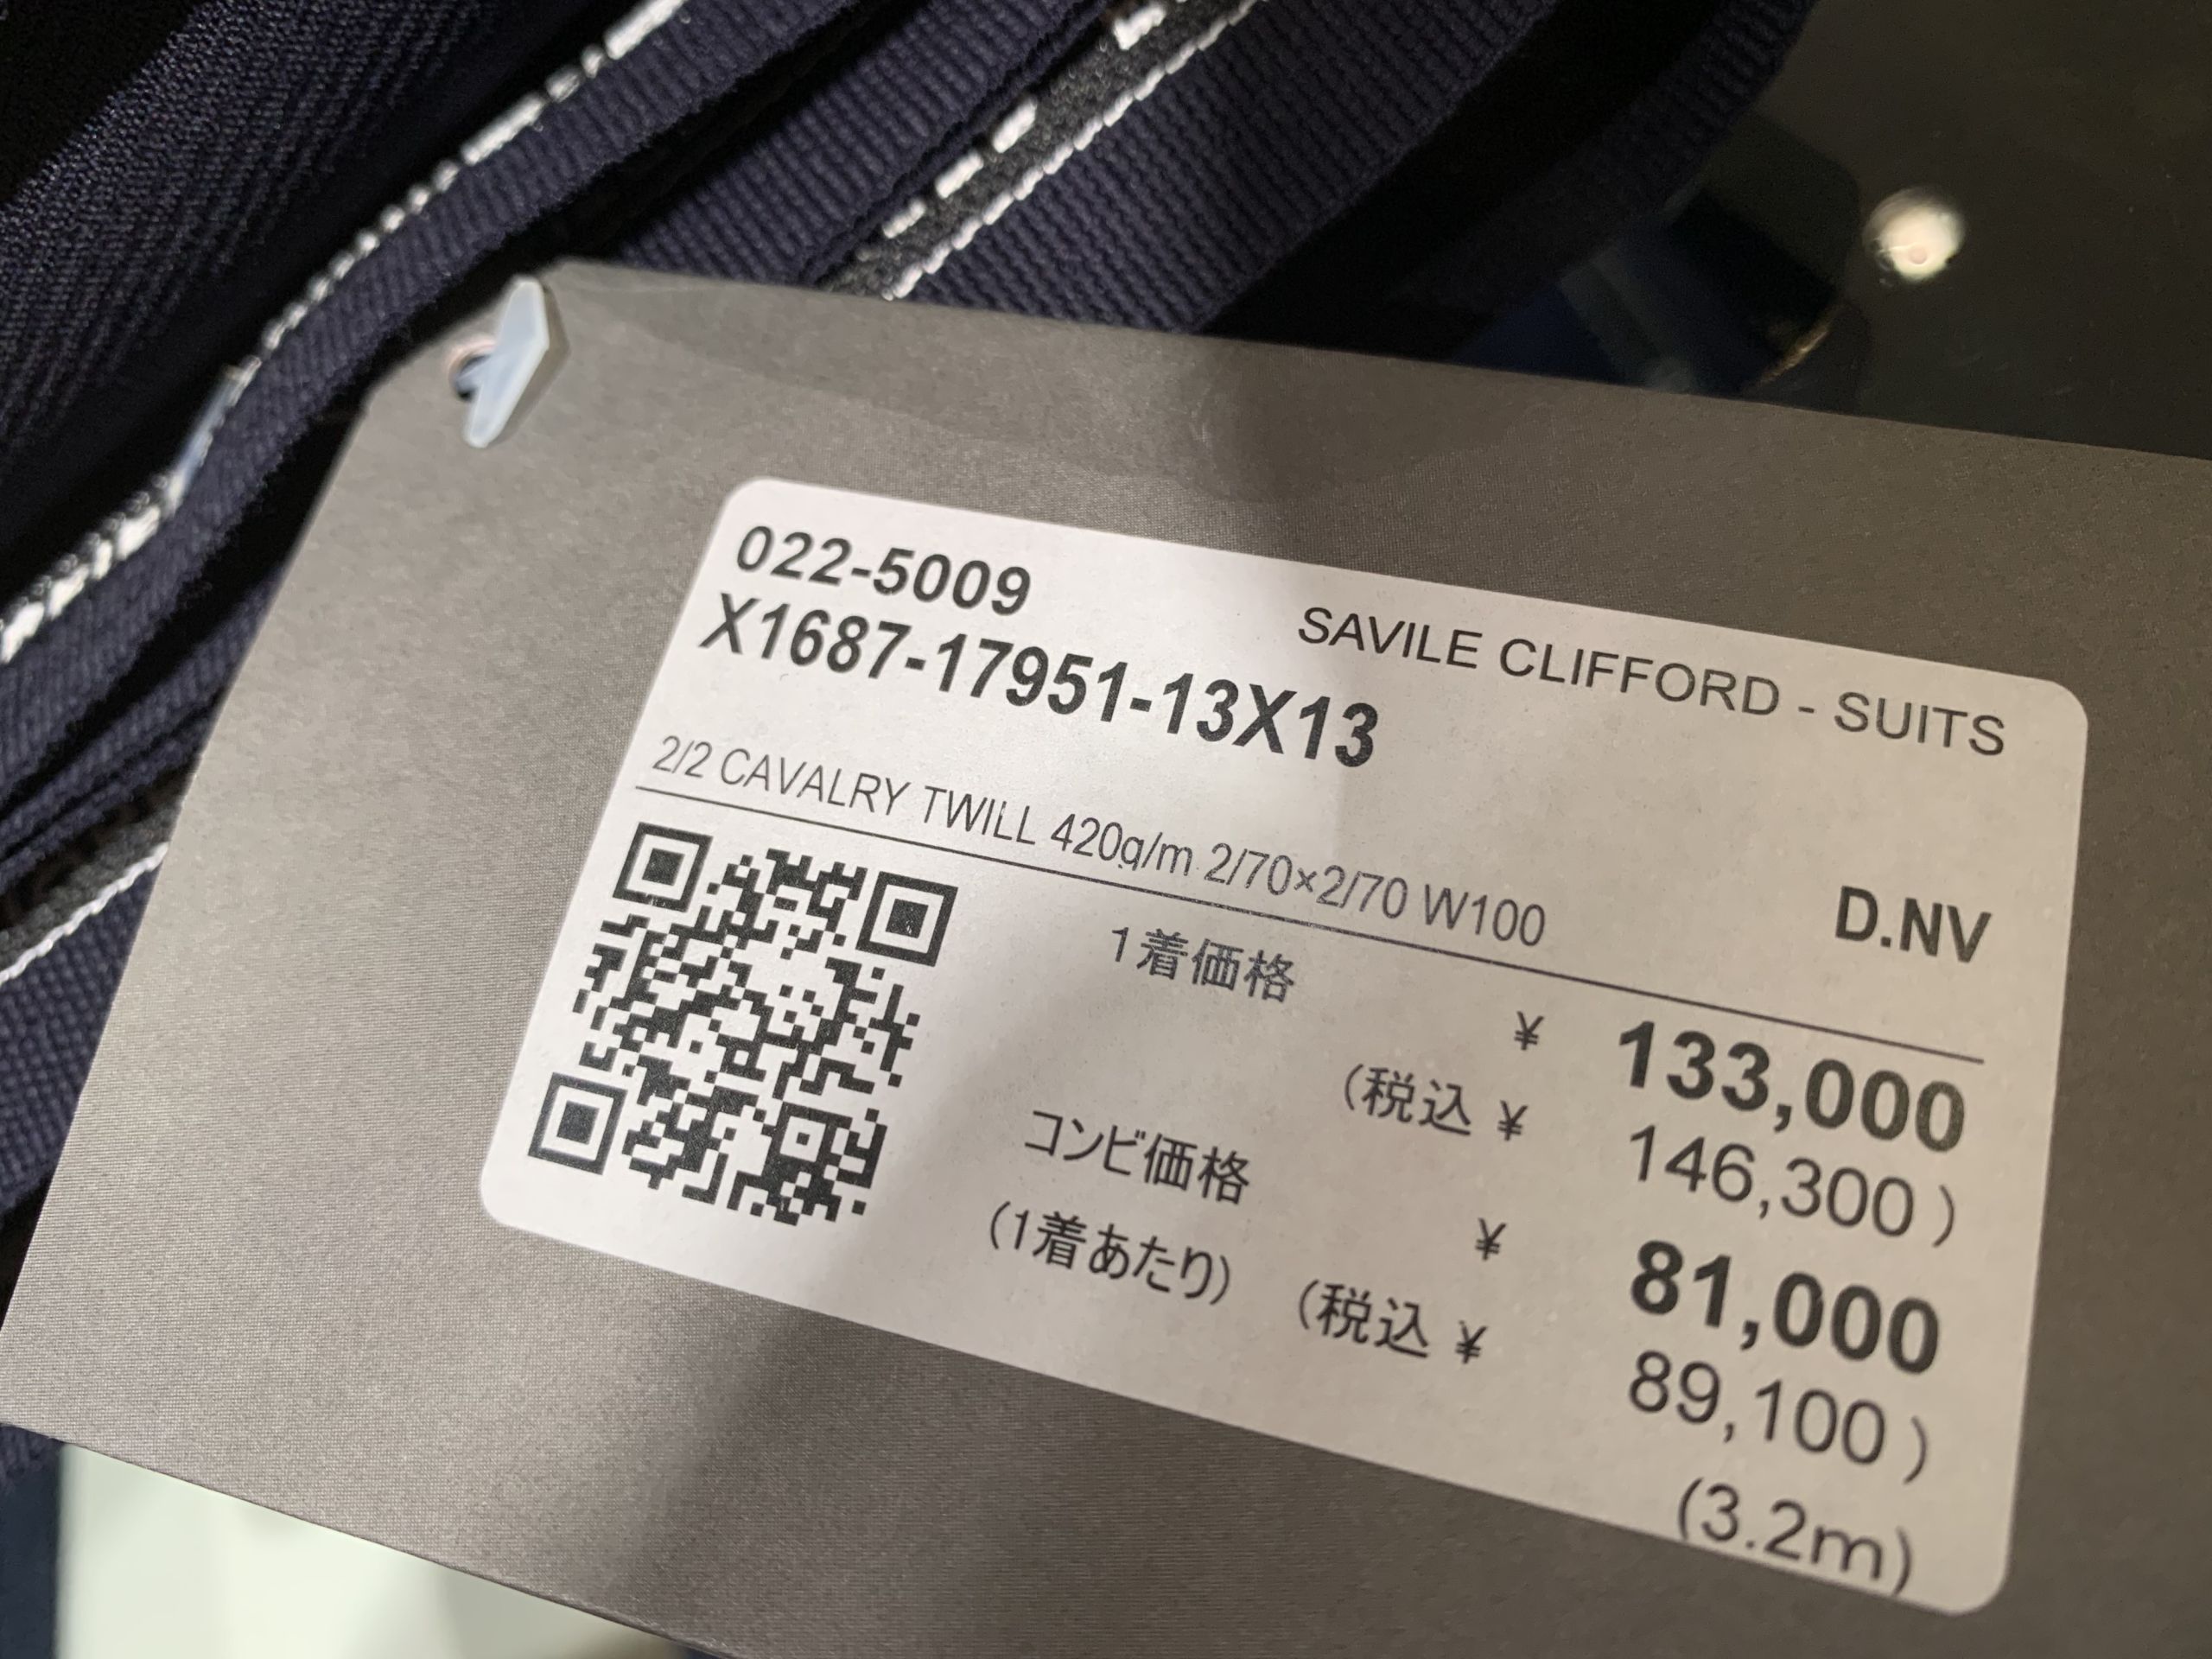 022-5009
SAVILE CLIFFORD - SUITS
X1687-17951-13X13
2/2 CAVALRY TWILL 420g/m 2/70×2/70 W100
D.NV
1着価格 ¥ 133,000
(税込 ¥ 146,300)
コンビ価格 ¥ 81,000
(1着あたり) (税込 ¥ 89,100)
(3.2m)